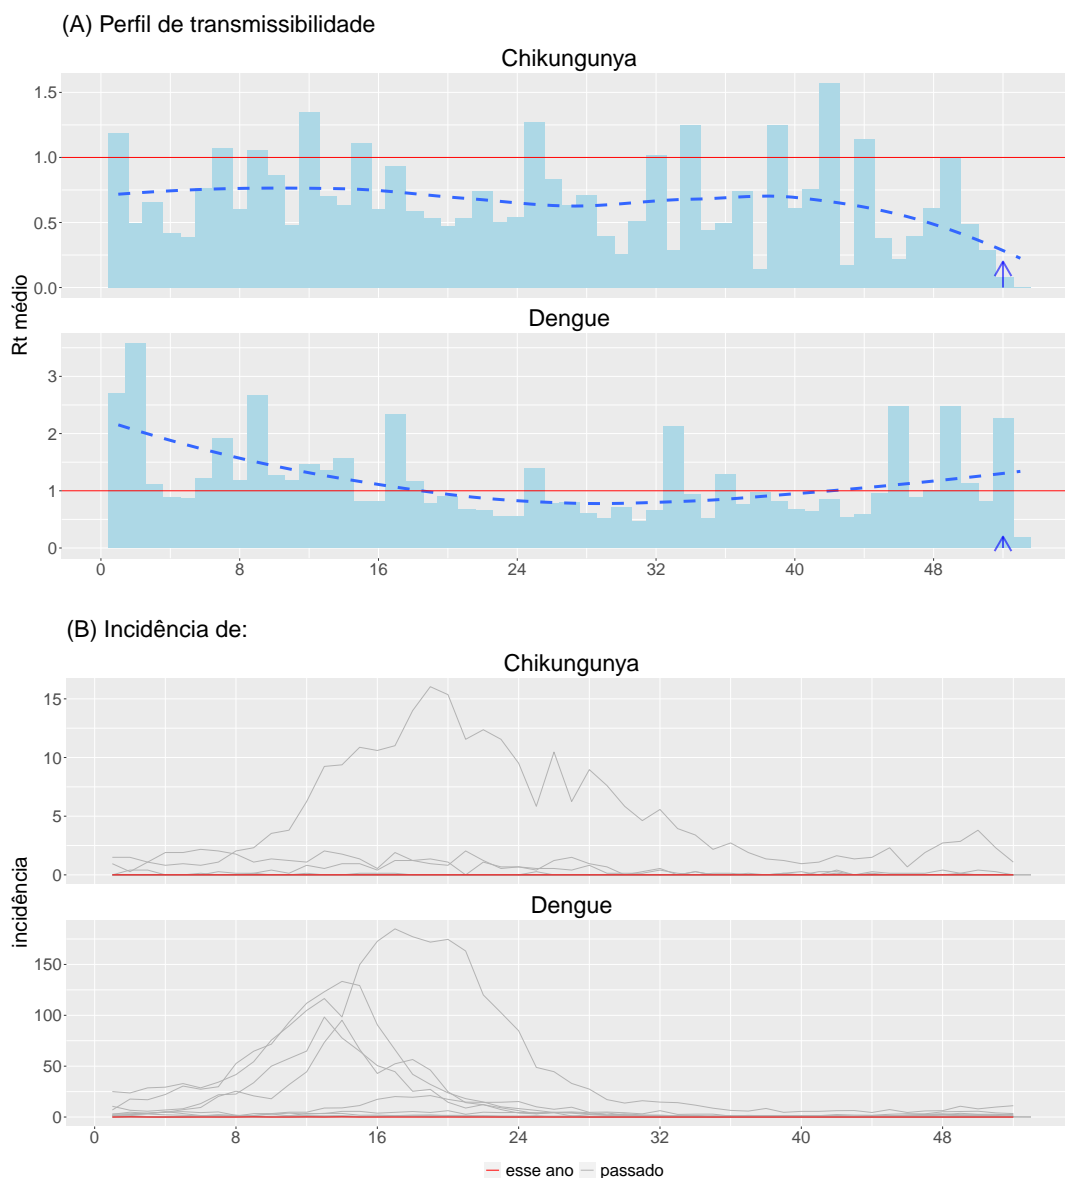 (A) Perfil de transmissibilidade
Chikungunya
1.5
1.0
0.5
0.0
Rt médio
Dengue
3
2
1
0
0 8 16 24 32 40 48
(B) Incidência de:
Chikungunya
15
10
5
0
incidência
Dengue
150
100
50
0
0 8 16 24 32 40 48
esse ano passado